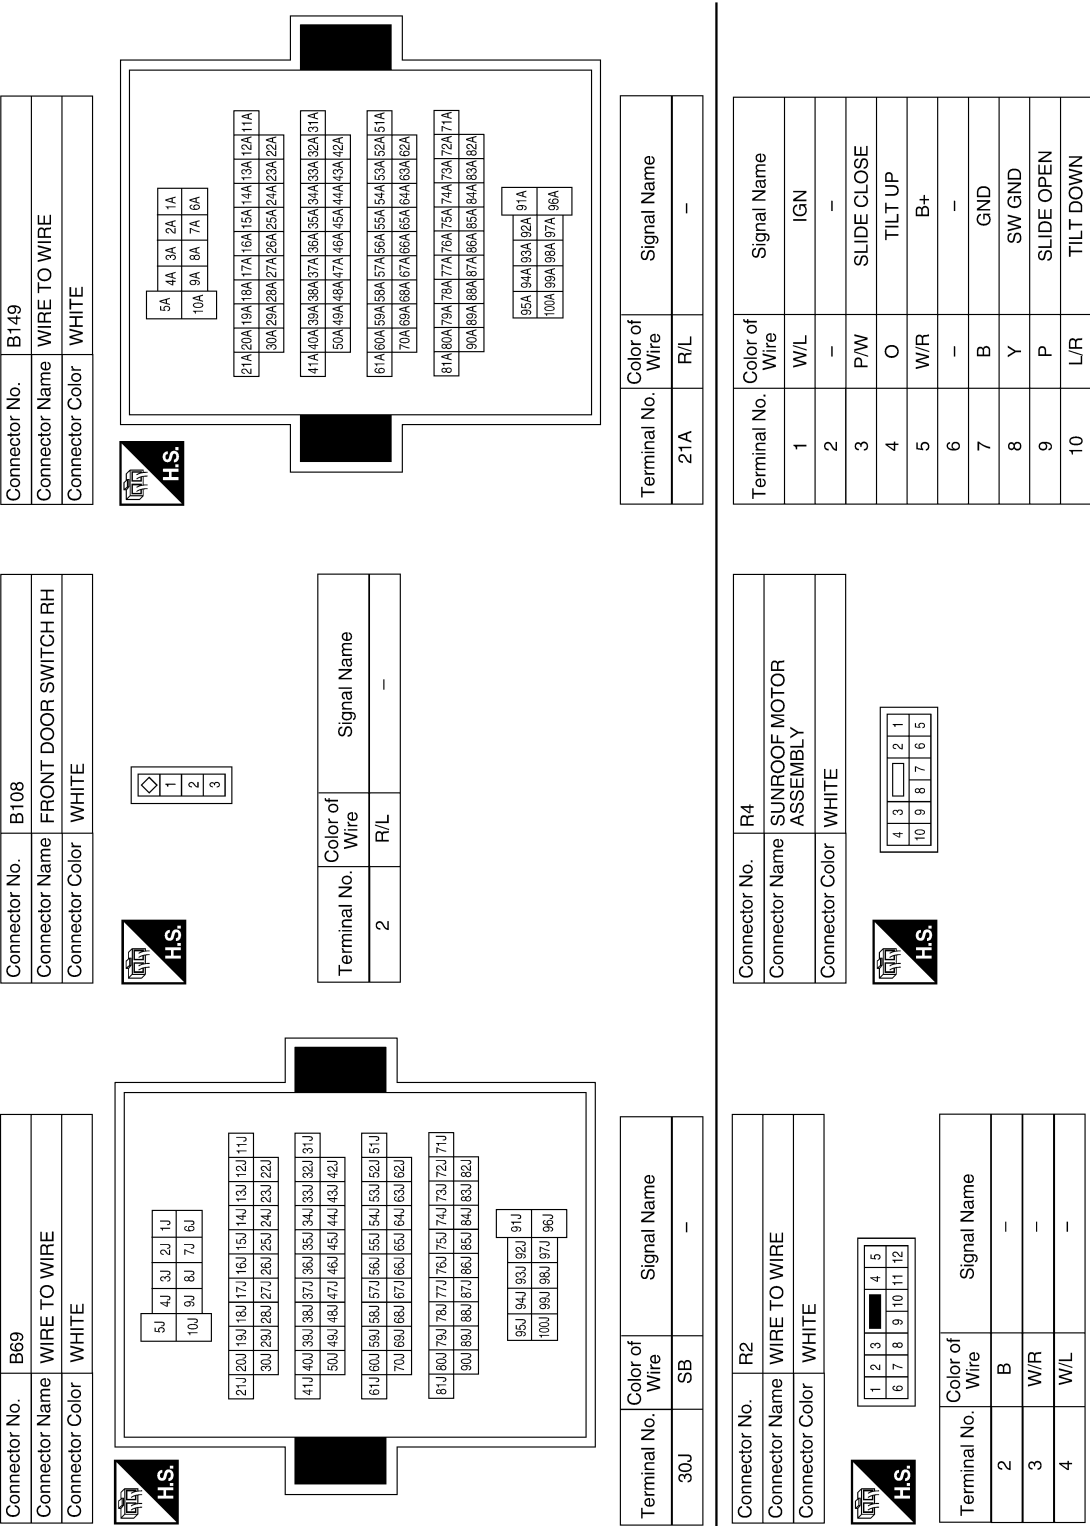 Connector No. B69
Connector Name WIRE TO WIRE
Connector Color WHITE
H.S.
5J 4J 3J 2J 1J
10J 9J 8J 7J 6J
21J 20J 19J 18J 17J 16J 15J 14J 13J 12J 11J
30J 29J 28J 27J 26J 25J 24J 23J 22J
41J 40J 39J 38J 37J 36J 35J 34J 33J 32J 31J
50J 49J 48J 47J 46J 45J 44J 43J 42J
61J 60J 59J 58J 57J 56J 55J 54J 53J 52J 51J
70J 69J 68J 67J 66J 65J 64J 63J 62J
81J 80J 79J 78J 77J 76J 75J 74J 73J 72J 71J
90J 89J 88J 87J 86J 85J 84J 83J 82J
95J 94J 93J 92J 91J
100J 99J 98J 97J 96J
Terminal No. Color of Wire Signal Name
30J SB –
Connector No. B108
Connector Name FRONT DOOR SWITCH RH
Connector Color WHITE
H.S.
1
2
3
Terminal No. Color of Wire Signal Name
2 R/L –
Connector No. B149
Connector Name WIRE TO WIRE
Connector Color WHITE
H.S.
5A 4A 3A 2A 1A
10A 9A 8A 7A 6A
21A 20A 19A 18A 17A 16A 15A 14A 13A 12A 11A
30A 29A 28A 27A 26A 25A 24A 23A 22A
41A 40A 39A 38A 37A 36A 35A 34A 33A 32A 31A
50A 49A 48A 47A 46A 45A 44A 43A 42A
61A 60A 59A 58A 57A 56A 55A 54A 53A 52A 51A
70A 69A 68A 67A 66A 65A 64A 63A 62A
81A 80A 79A 78A 77A 76A 75A 74A 73A 72A 71A
90A 89A 88A 87A 86A 85A 84A 83A 82A
95A 94A 93A 92A 91A
100A 99A 98A 97A 96A
Terminal No. Color of Wire Signal Name
21A R/L –
Connector No. R2
Connector Name WIRE TO WIRE
Connector Color WHITE
H.S.
1 2 3 4 5
6 7 8 9 10 11 12
Terminal No. Color of Wire Signal Name
2 B –
3 W/R –
4 W/L –
Connector No. R4
Connector Name SUNROOF MOTOR
ASSEMBLY
Connector Color WHITE
H.S.
4 3 2 1
10 9 8 7 6 5
Terminal No. Color of Wire Signal Name
1 W/L IGN
2 – –
3 P/W SLIDE CLOSE
4 O TILT UP
5 W/R B+
6 – –
7 B GND
8 Y SW GND
9 P SLIDE OPEN
10 L/R TILT DOWN